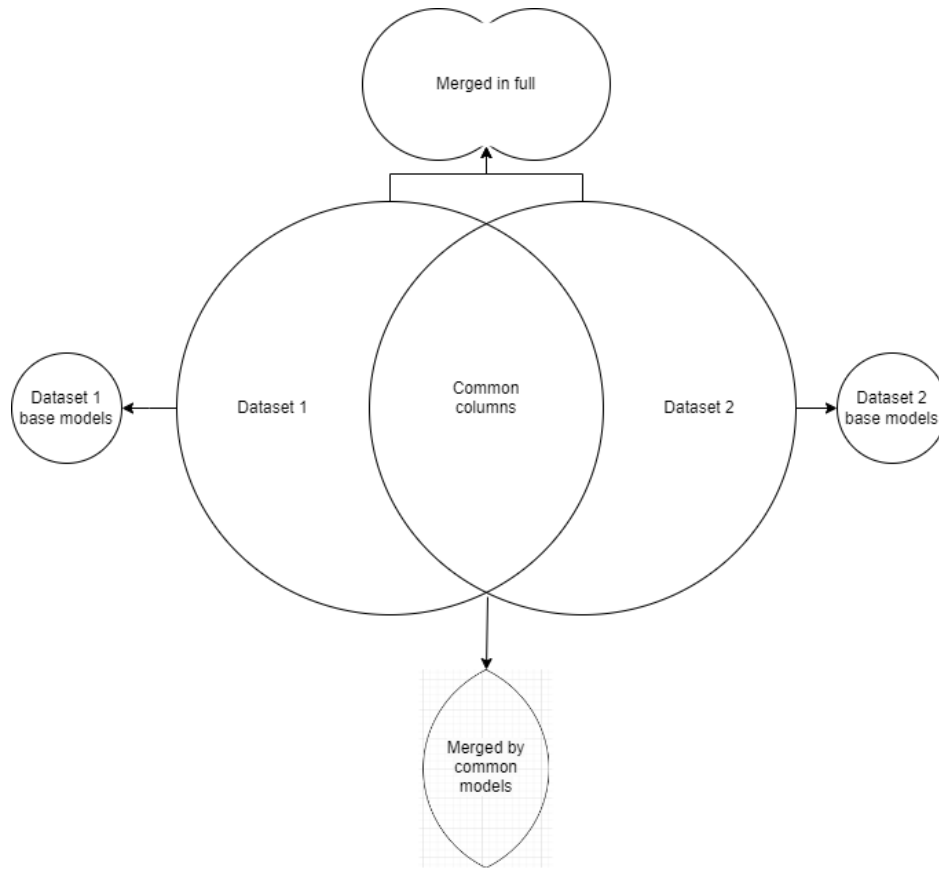 Merged in full
Dataset 1
base models
Dataset 1
Common
columns
Dataset 2
Dataset 2
base models
Merged by
common
models